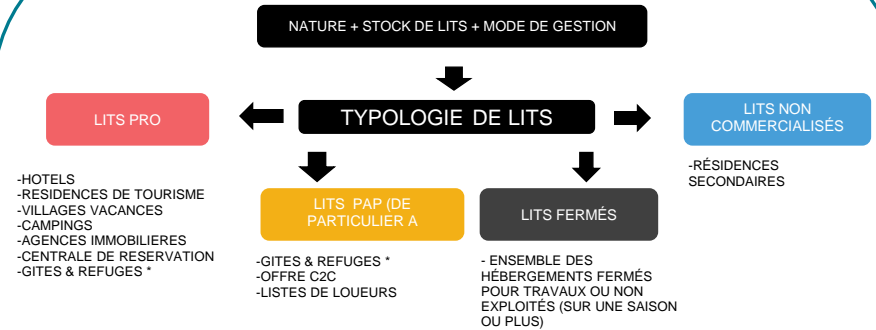 NATURE + STOCK DE LITS + MODE DE GESTION
TYPOLOGIE DE LITS
LITS PRO
-HOTELS
-RESIDENCES DE TOURISME
-VILLAGES VACANCES
-CAMPINGS
-AGENCES IMMOBILIERES
-CENTRALE DE RESERVATION
-GITES & REFUGES *
LITS PAP (DE
PARTICULIER A
-GITES & REFUGES *
-OFFRE C2C
-LISTES DE LOUEURS
LITS FERMÉS
- ENSEMBLE DES
HÉBERGEMENTS FERMÉS
POUR TRAVAUX OU NON
EXPLOITÉS (SUR UNE SAISON
OU PLUS)
LITS NON
COMMERCIALISÉS
-RÉSIDENCES
SECONDAIRES